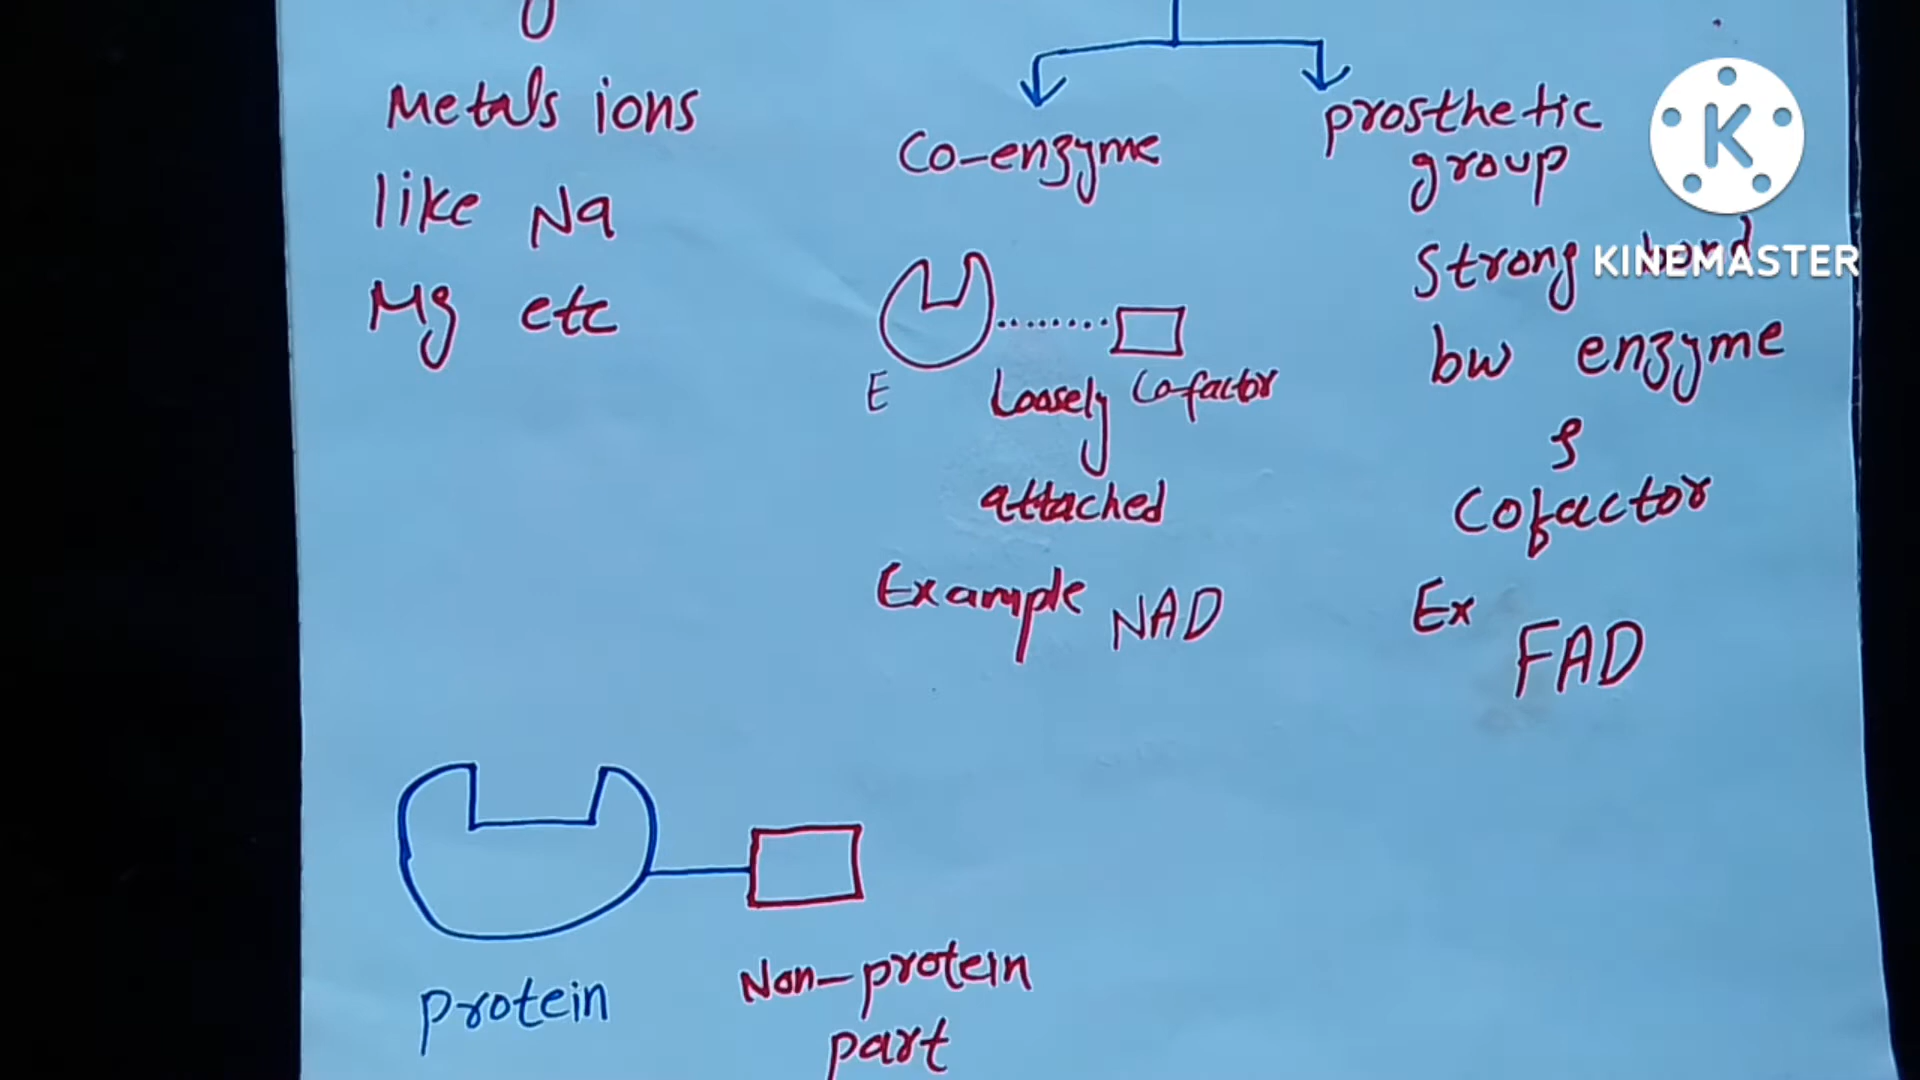 Metals ions
like Na
Mg etc
Co-enzyme
E
Loosely
Cofactor
attached
Example NAD
prosthetic
group
Strong bond
bw enzyme
&
Cofactor
Ex
FAD
K
KINEMASTER
protein
Non-protein
part